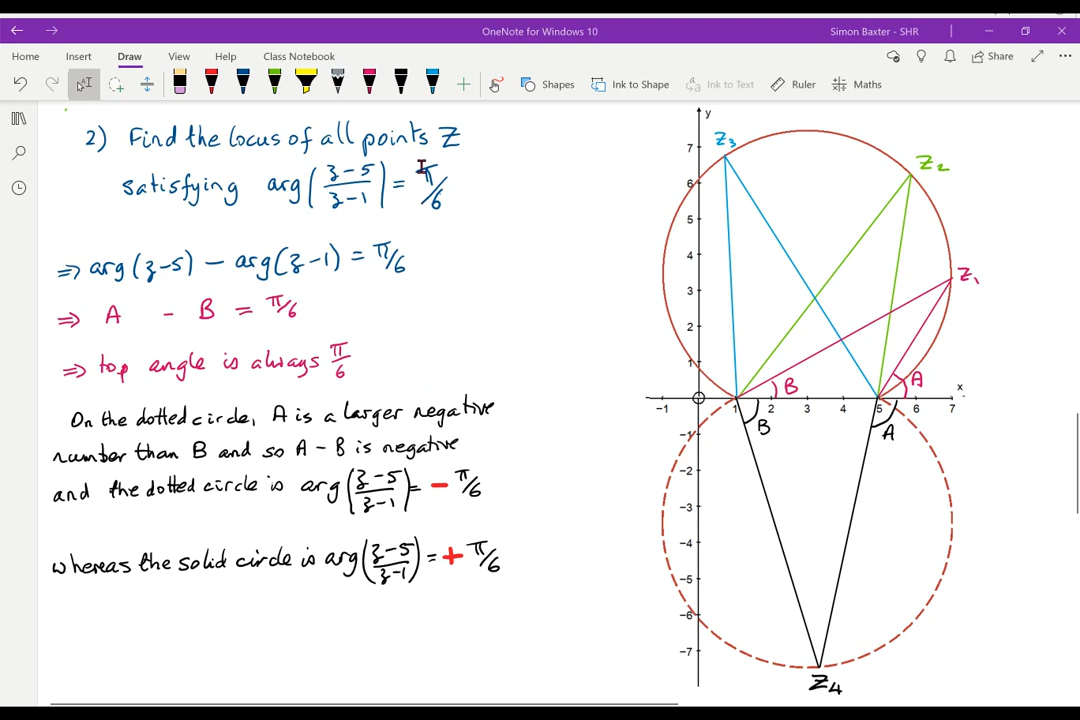 OneNote for Windows 10
Simon Baxter - SHR
Home Insert Draw View Help Class Notebook
Share
Shapes Ink to Shape Ink to Text Ruler Maths
2) Find the locus of all points Z
satisfying arg((z-5)/(z-1)) = π/6
⇒ arg(z-5) - arg(z-1) = π/6
⇒ A - B = π/6
⇒ top angle is always π/6
On the dotted circle, A is a larger negative
number than B and so A - B is negative
and the dotted circle is arg((z-5)/(z-1)) = - π/6
whereas the solid circle is arg((z-5)/(z-1)) = + π/6
y
Z3
7
Z2
6
5
4
Z1
3
2
1
B A
x
-1 1 2 3 4 5 6 7
B A
-1
-2
-3
-4
-5
-6
-7
Z4